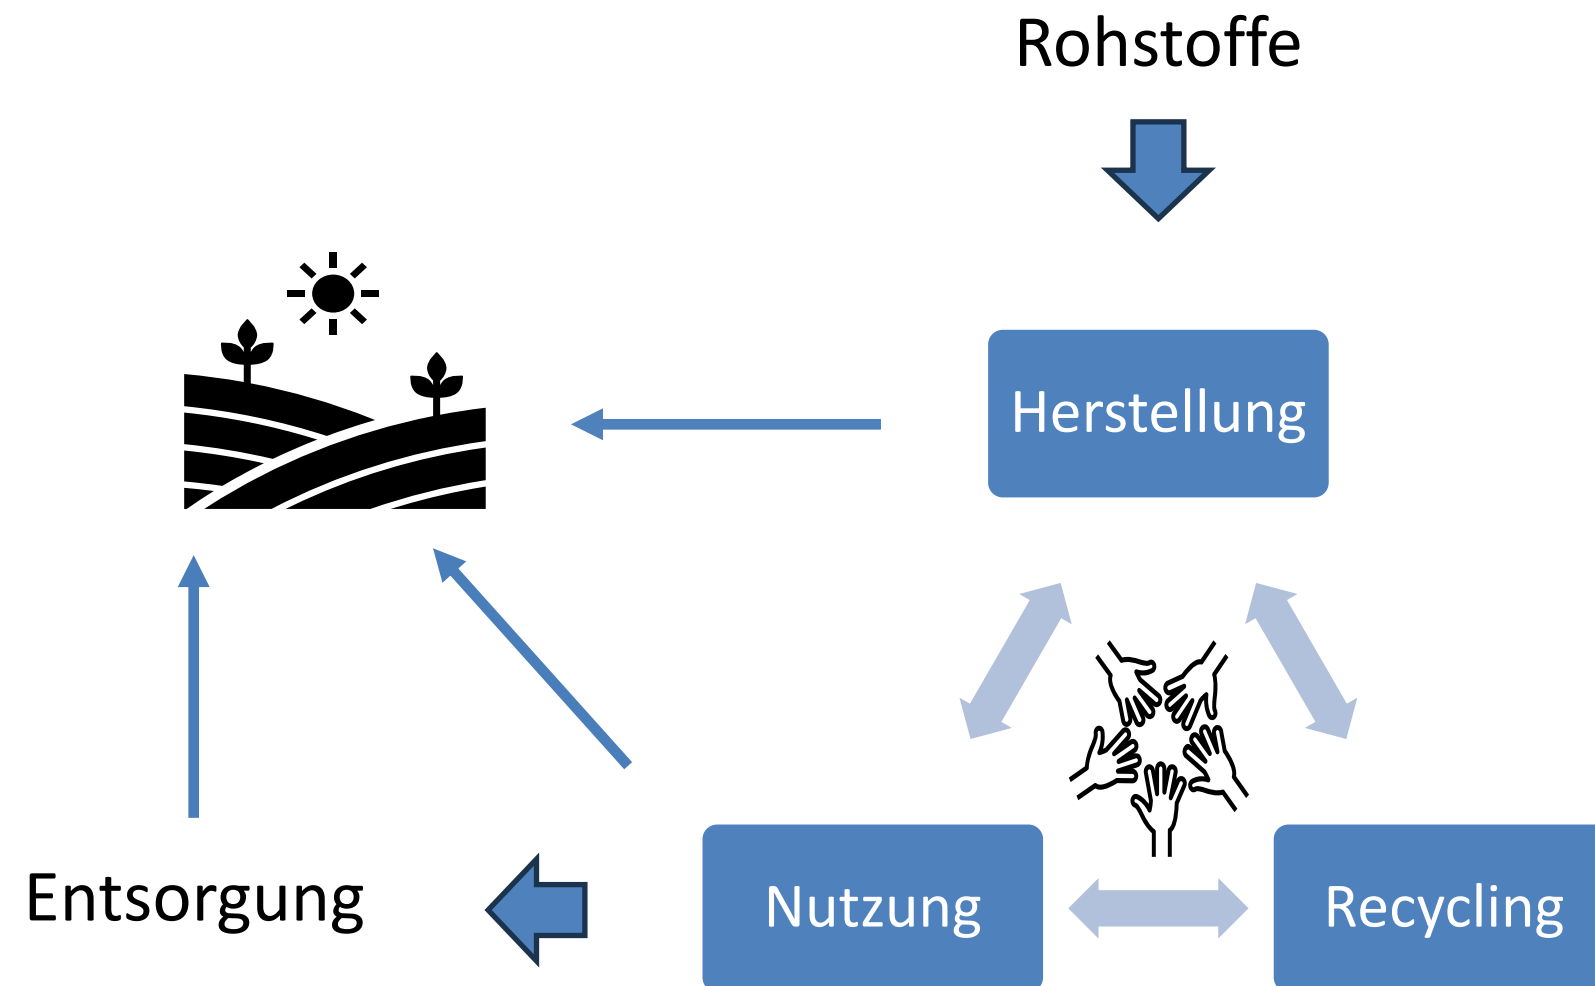 Rohstoffe
Herstellung
Entsorgung
Nutzung
Recycling